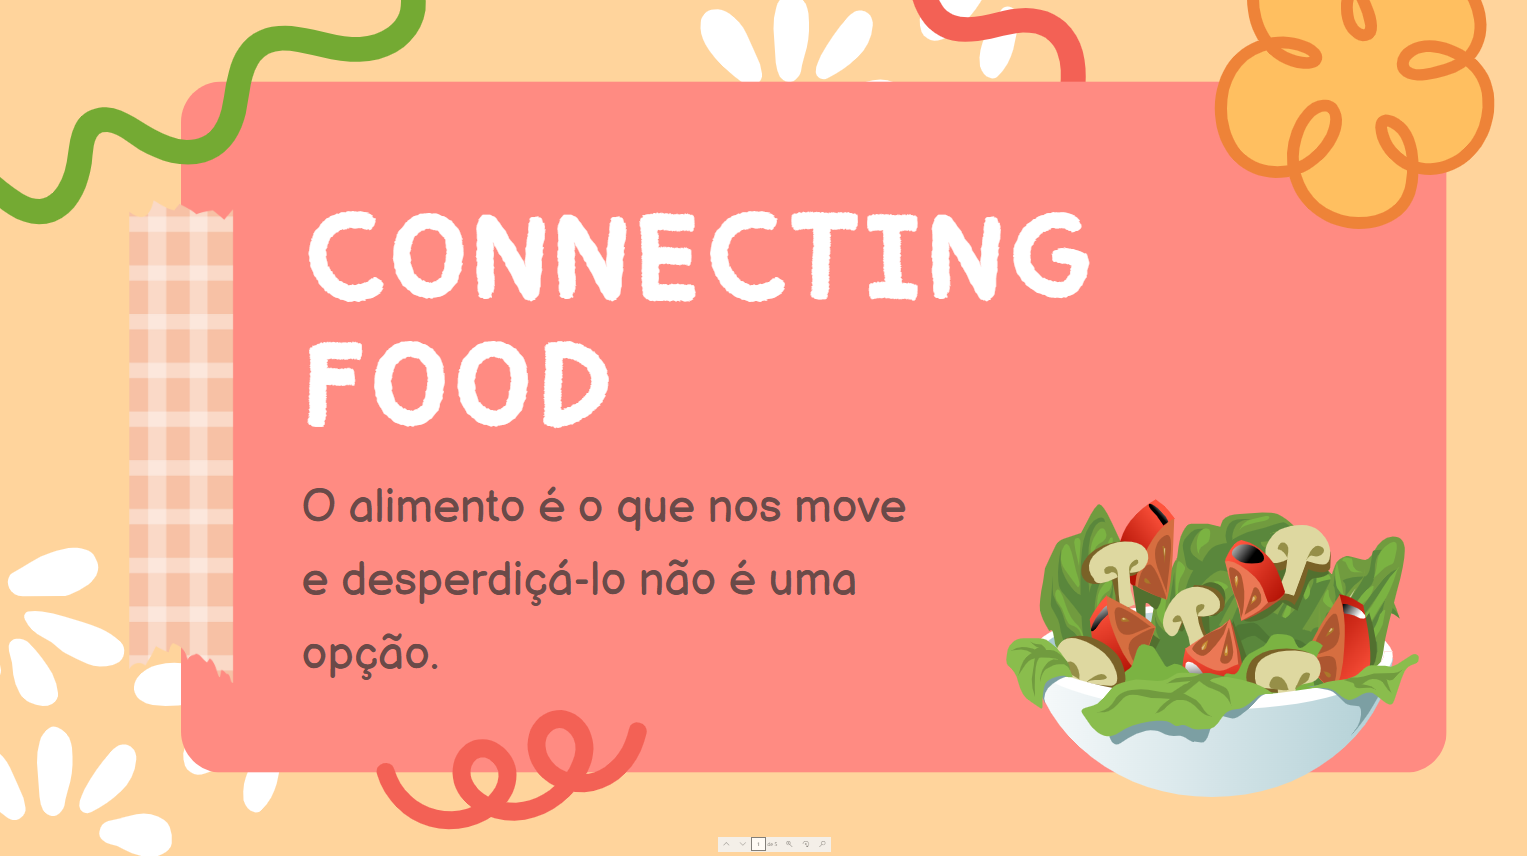 CONNECTING
FOOD
O alimento é o que nos move
e desperdiçá-lo não é uma
opção.